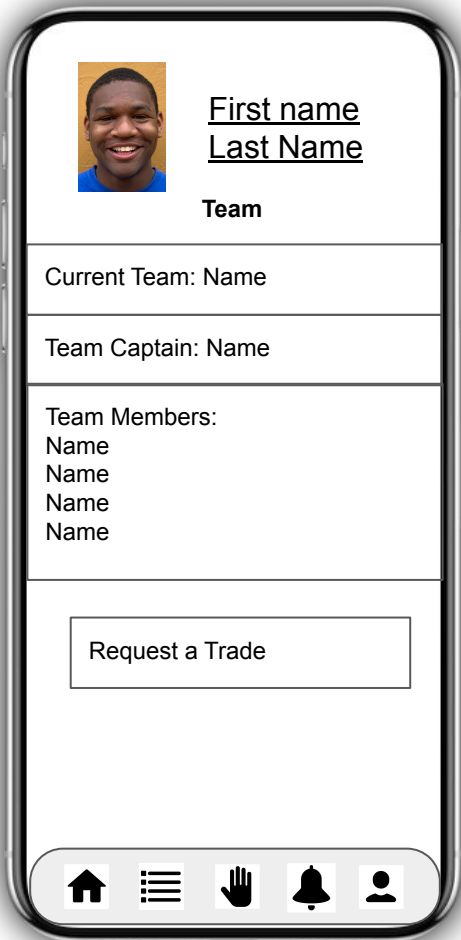 First name
Last Name
Team
Current Team: Name
Team Captain: Name
Team Members:
Name
Name
Name
Name
Request a Trade